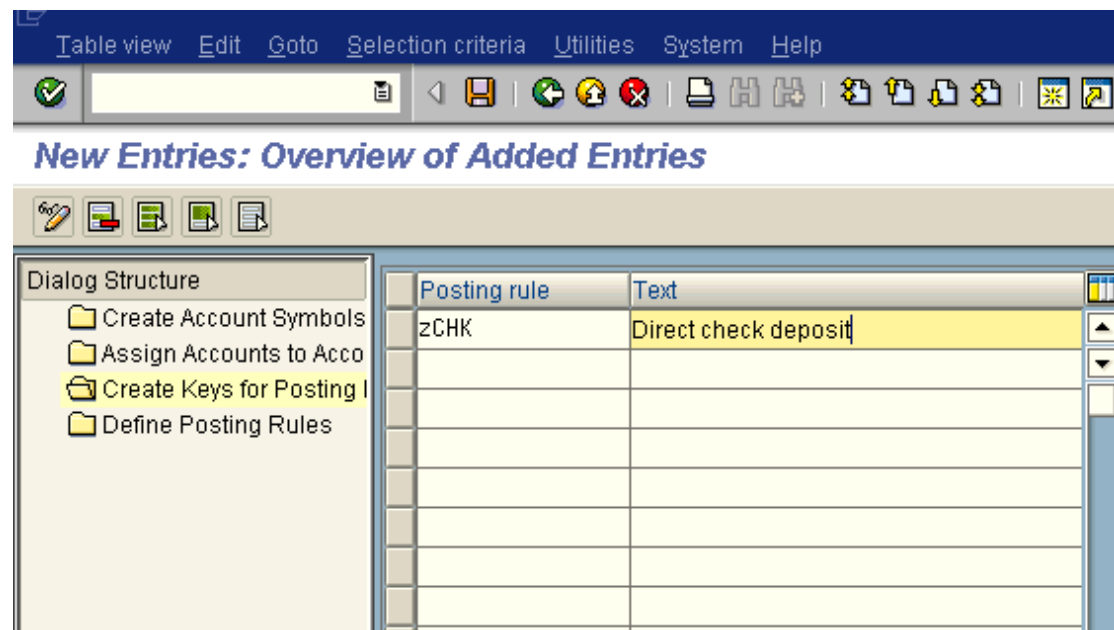 Table view Edit Goto Selection criteria Utilities System Help
New Entries: Overview of Added Entries
Dialog Structure
Create Account Symbols
Assign Accounts to Acco
Create Keys for Posting
Define Posting Rules
Posting rule Text
zCHK Direct check deposit